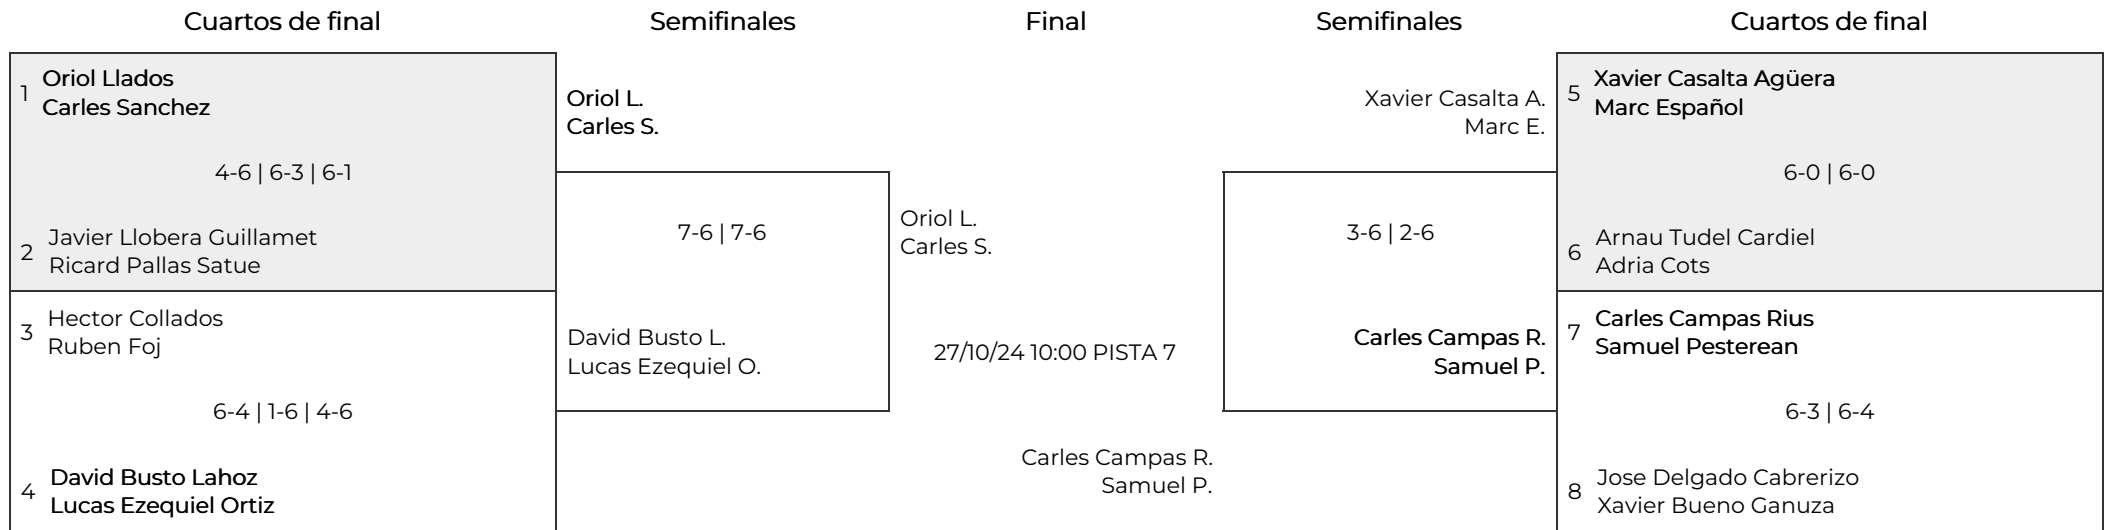 Cuartos de final
Semifinales
Final
Semifinales
Cuartos de final
1
Oriol Llados
Carles Sanchez
4-6 | 6-3 | 6-1
2
Javier Llobera Guillamet
Ricard Pallas Satue
3
Hector Collados
Ruben Foj
6-4 | 1-6 | 4-6
4
David Busto Lahoz
Lucas Ezequiel Ortiz
Oriol L.
Carles S.
7-6 | 7-6
David Busto L.
Lucas Ezequiel O.
Oriol L.
Carles S.
27/10/24 10:00 PISTA 7
Carles Campas R.
Samuel P.
Xavier Casalta A.
Marc E.
3-6 | 2-6
Carles Campas R.
Samuel P.
5
Xavier Casalta Agüera
Marc Español
6-0 | 6-0
6
Arnau Tudel Cardiel
Adria Cots
7
Carles Campas Rius
Samuel Pesterean
6-3 | 6-4
8
Jose Delgado Cabrerizo
Xavier Bueno Ganuza